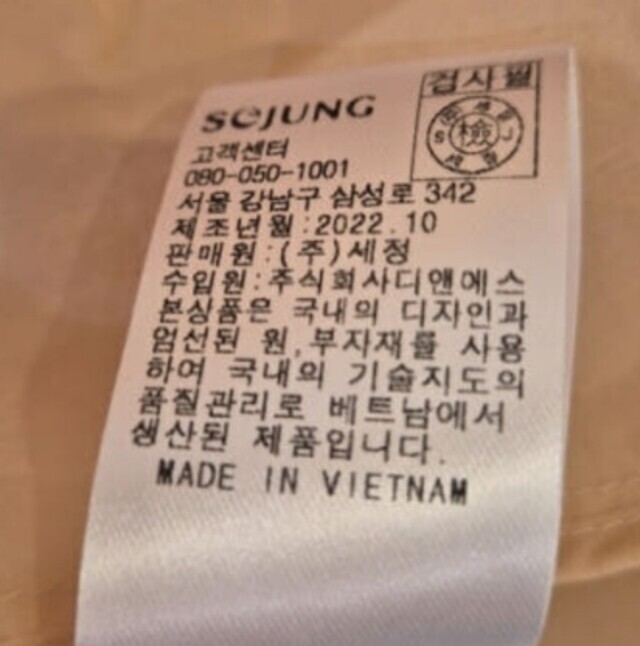 SeJUNG
검사필
檢
고객센터
080-050-1001
서울 강남구 삼성로 342
제조년월:2022.10
판매원:(주)세정
수입원:주식회사디앤에스
본상품은 국내의 디자인과
엄선된 원,부자재를 사용
하여 국내의 기술지도의
품질관리로 베트남에서
생산된 제품입니다.
MADE IN VIETNAM